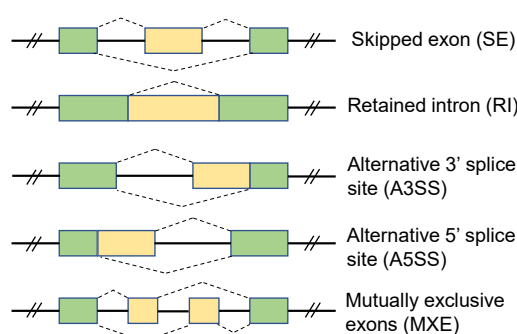 Skipped exon (SE)
Retained intron (RI)
Alternative 3’ splice
site (A3SS)
Alternative 5’ splice
site (A5SS)
Mutually exclusive
exons (MXE)